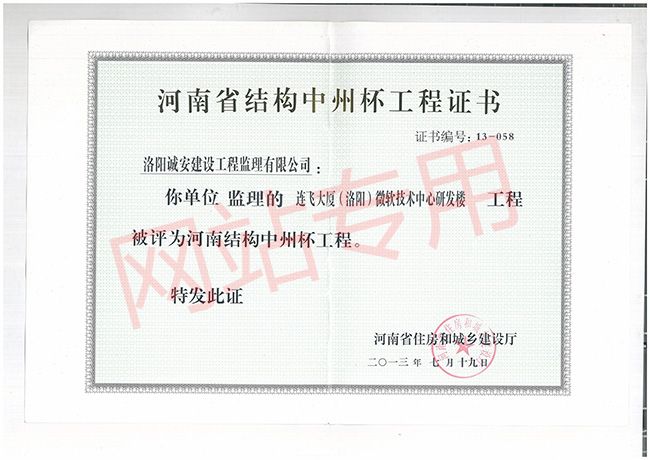 河南省结构中州杯工程证书
证书编号：13-058
洛阳诚安建设工程监理有限公司：
你单位 监理的 连飞大厦（洛阳）微软技术中心研发楼 工程
被评为河南结构中州杯工程。
特发此证
河南省住房和城乡建设厅
二〇一三年 七 月十九日
网站专用